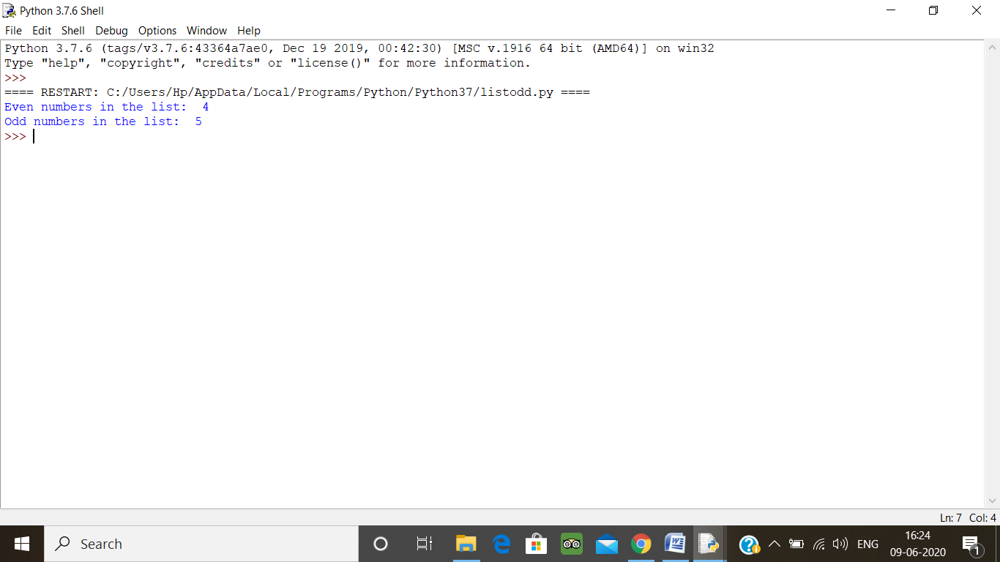 Python 3.7.6 Shell
File Edit Shell Debug Options Window Help
Python 3.7.6 (tags/v3.7.6:43364a7ae0, Dec 19 2019, 00:42:30) [MSC v.1916 64 bit (AMD64)] on win32
Type "help", "copyright", "credits" or "license()" for more information.
>>>
==== RESTART: C:/Users/Hp/AppData/Local/Programs/Python/Python37/listodd.py ====
Even numbers in the list:  4
Odd numbers in the list:  5
>>>
Ln: 7 Col: 4
Search
ENG
16:24
09-06-2020
1